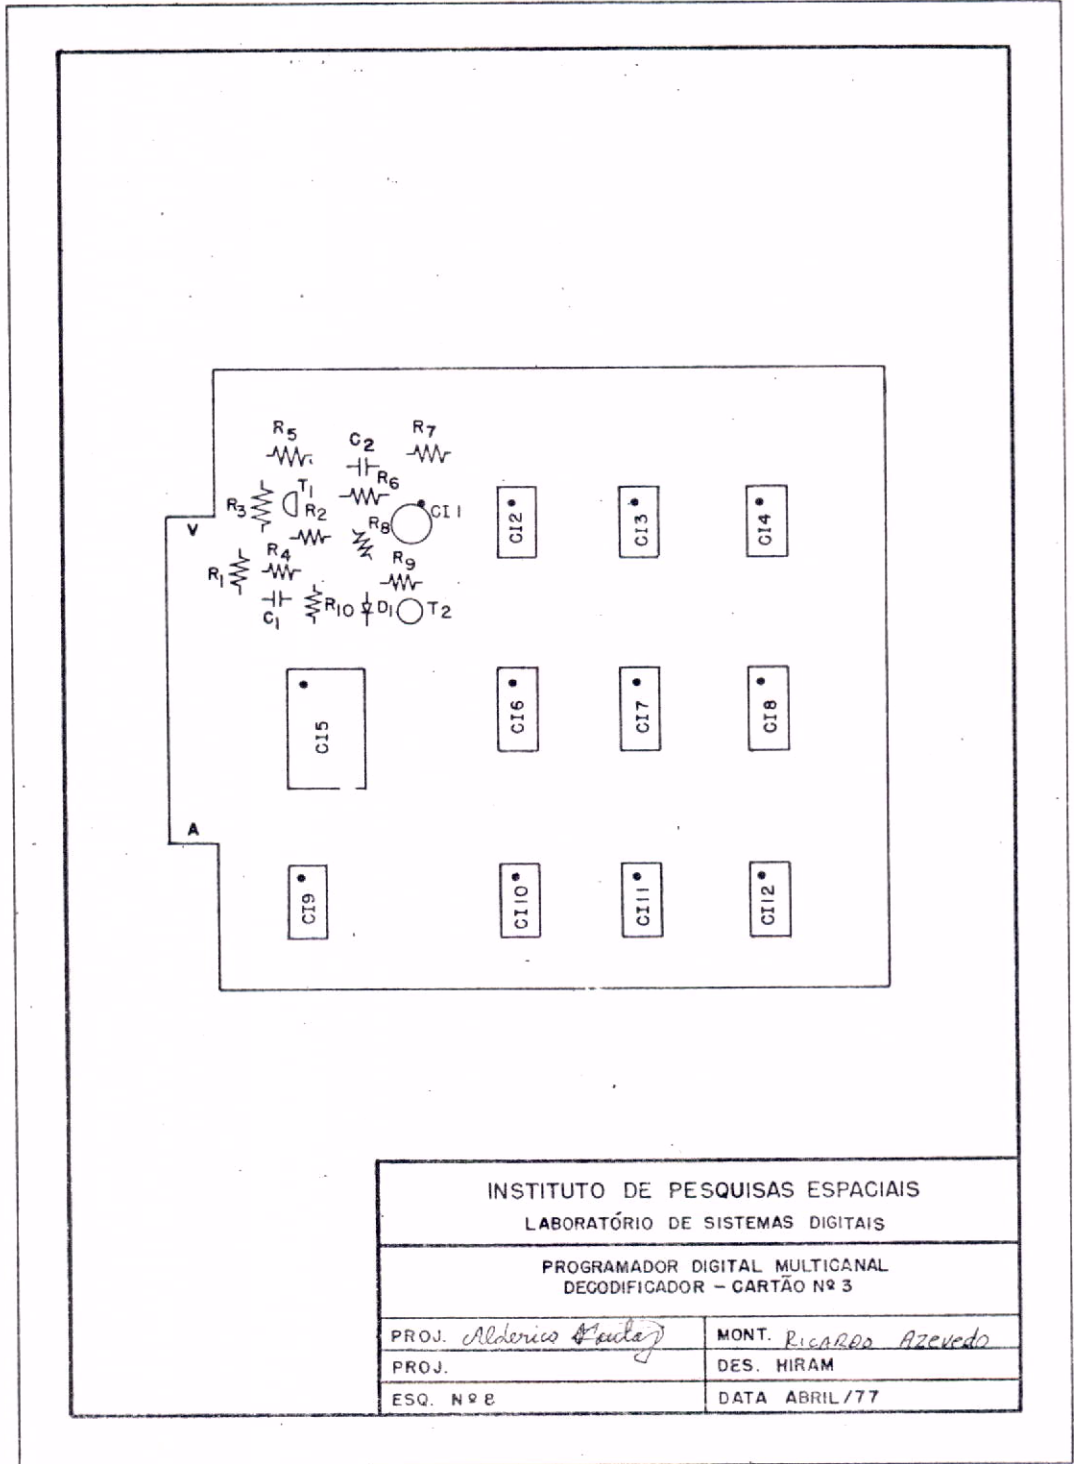 R5
C2
R7
R3
T1
R6
CI1
R2
R8
V
CI2
CI3
CI4
R1
R4
R9
C1
R10
D1
T2
CI5
CI6
CI7
CI8
A
CI9
CI10
CI11
CI12
INSTITUTO DE PESQUISAS ESPACIAIS
LABORATÓRIO DE SISTEMAS DIGITAIS
PROGRAMADOR DIGITAL MULTICANAL
DECODIFICADOR – CARTÃO Nº 3
PROJ. Alderico
MONT. RICARDO Azevedo
PROJ.
DES. HIRAM
ESQ. Nº 8
DATA ABRIL/77